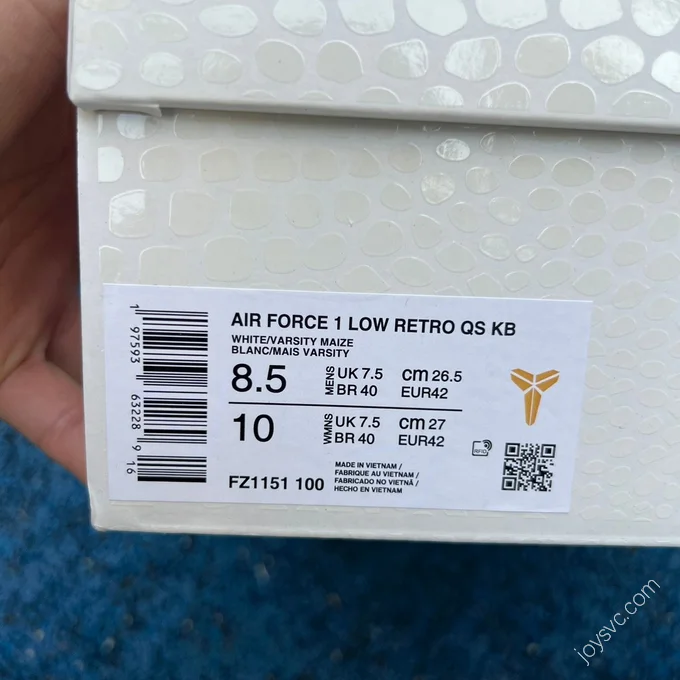 AIR FORCE 1 LOW RETRO QS KB
WHITE/VARSITY MAIZE
BLANC/MAIS VARSITY
8.5 MENS UK 7.5 cm 26.5
BR 40 EUR42
10 WMNS UK 7.5 cm 27
BR 40 EUR42
FZ1151 100
MADE IN VIETNAM /
FABRIQUE AU VIETNAM /
FABRICADO NO VIETNÃ /
HECHO EN VIETNAM
RFID
1 97593 63228 9 16
joysvc.com